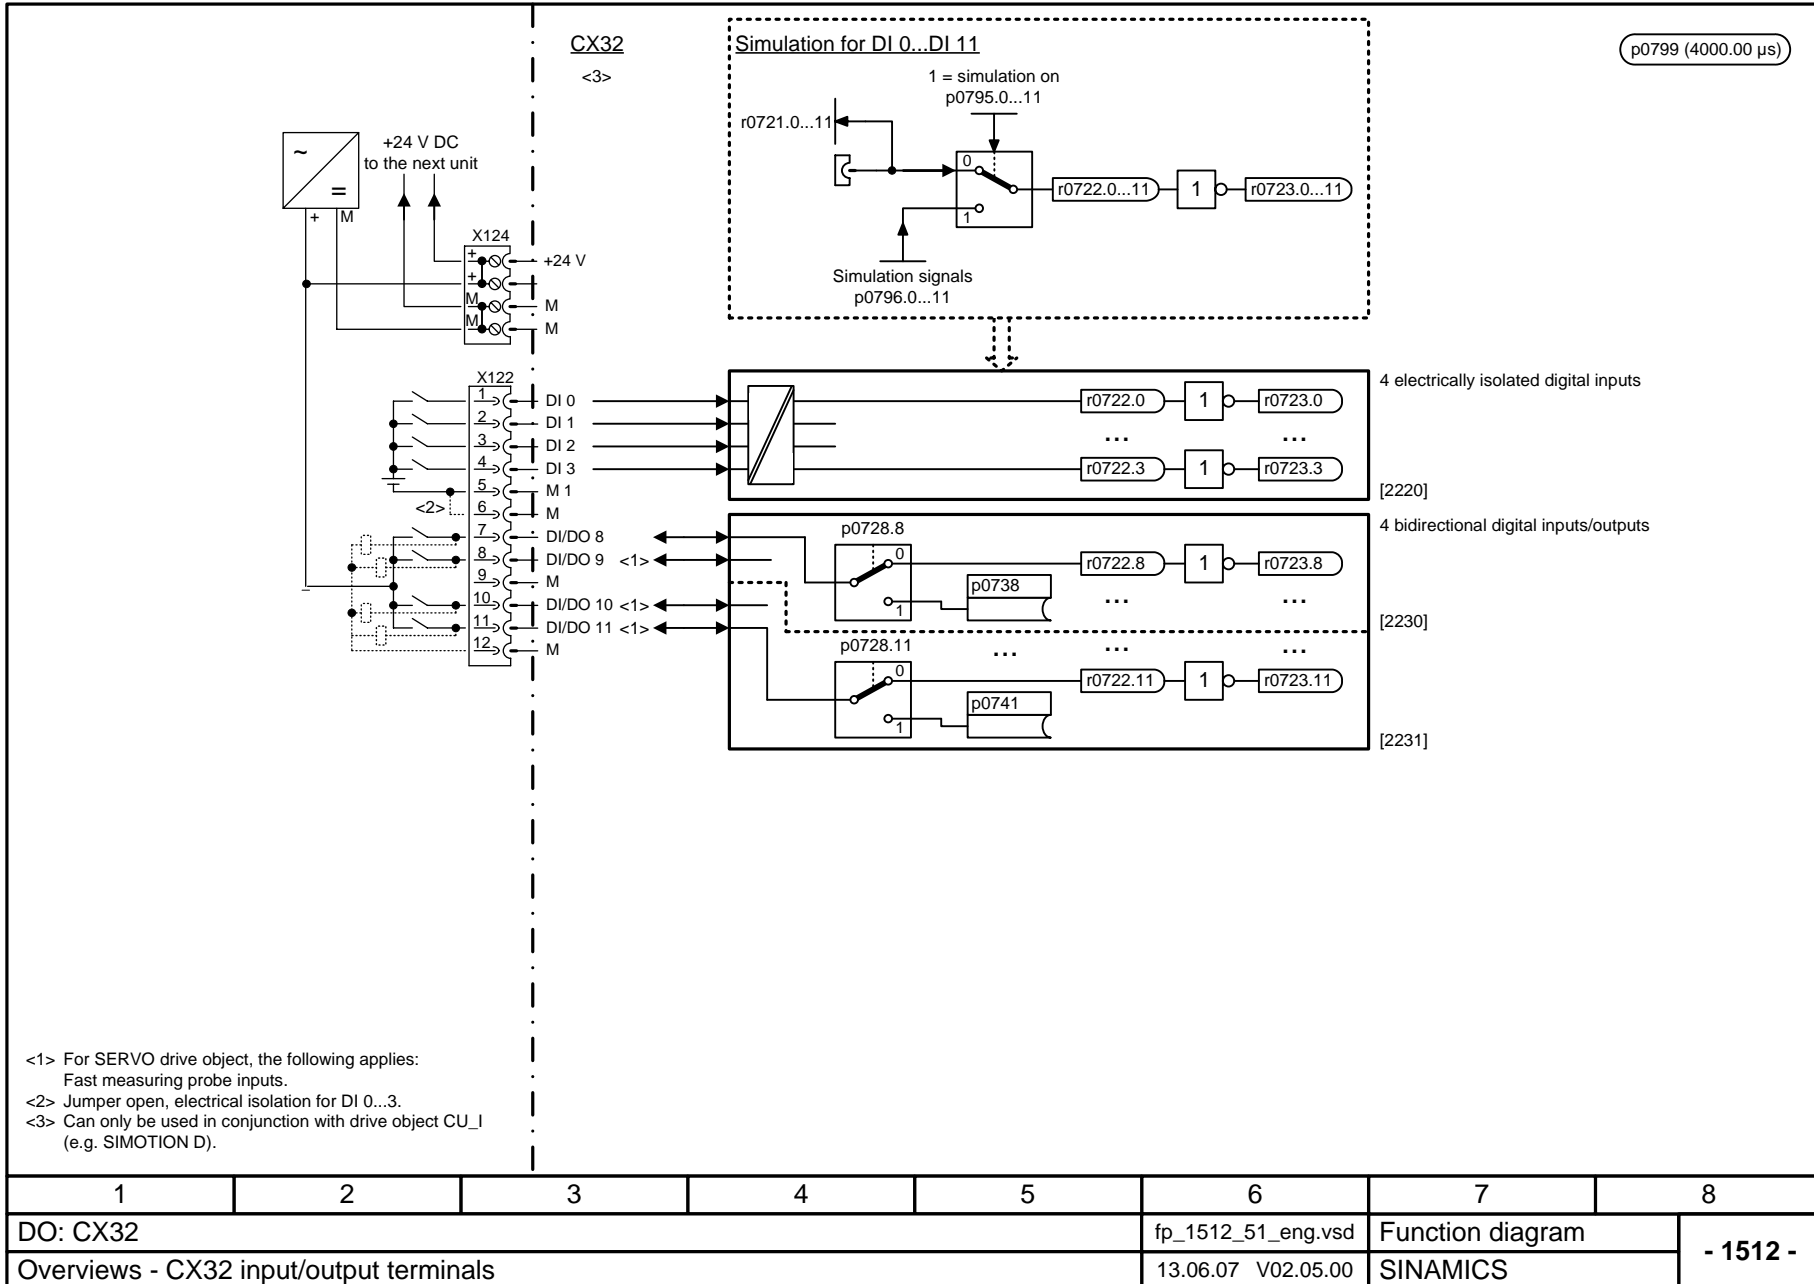 CX32
<3>
Simulation for DI 0...DI 11
p0799 (4000.00 µs)
1 = simulation on
p0795.0...11
r0721.0...11
0
1
r0722.0...11
1
r0723.0...11
Simulation signals
p0796.0...11
~
=
+
M
+24 V DC
to the next unit
X124
+
+24 V
+
M
M
M
M
X122
1
DI 0
2
DI 1
3
DI 2
4
DI 3
5
M 1
<2>
6
M
7
DI/DO 8
8
DI/DO 9 <1>
9
M
10
DI/DO 10 <1>
11
DI/DO 11 <1>
12
M
–
r0722.0
1
r0723.0
... ...
r0722.3
1
r0723.3
4 electrically isolated digital inputs
[2220]
4 bidirectional digital inputs/outputs
p0728.8
0
1
p0738
r0722.8
1
r0723.8
... ...
[2230]
p0728.11
0
1
... ... ...
p0741
r0722.11
1
r0723.11
[2231]
<1> For SERVO drive object, the following applies:
Fast measuring probe inputs.
<2> Jumper open, electrical isolation for DI 0...3.
<3> Can only be used in conjunction with drive object CU_I
(e.g. SIMOTION D).
1 2 3 4 5 6 7 8
DO: CX32
fp_1512_51_eng.vsd
Function diagram
- 1512 -
Overviews - CX32 input/output terminals
13.06.07 V02.05.00
SINAMICS